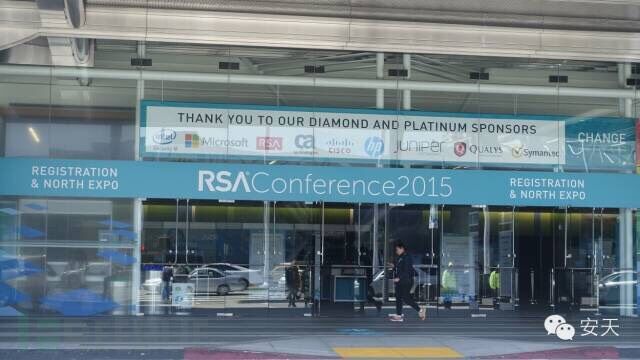 THANK YOU TO OUR DIAMOND AND PLATINUM SPONSORS
intel Microsoft RSA ca cisco hp JUNIPER QUALYS Symantec
CHANGE
REGISTRATION
& NORTH EXPO
RSAConference2015
REGISTRATION
& NORTH EXPO
安天